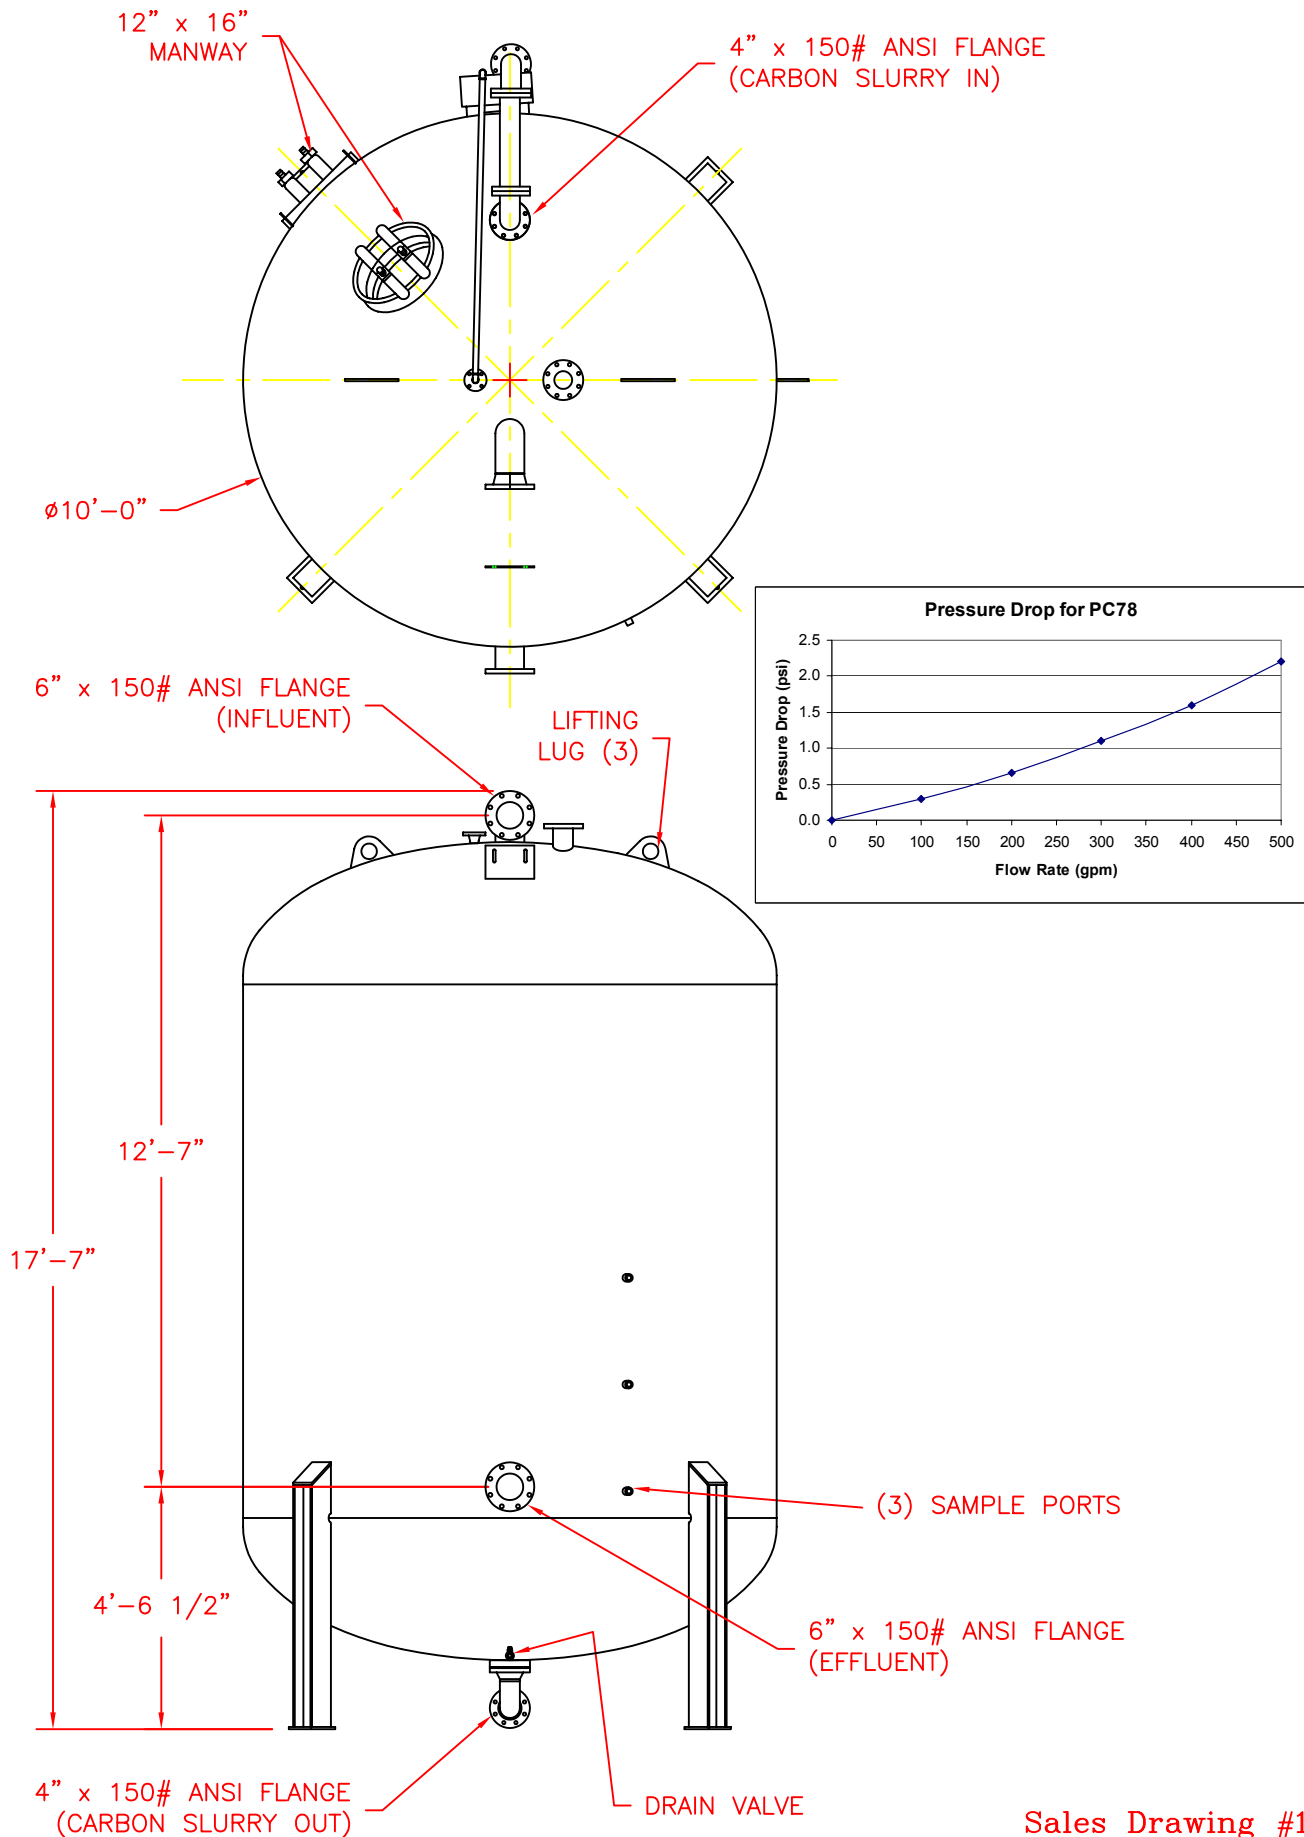 12” x 16”
MANWAY
4” x 150# ANSI FLANGE
(CARBON SLURRY IN)
ø10’-0”
6” x 150# ANSI FLANGE
(INFLUENT)
LIFTING
LUG (3)
Pressure Drop for PC78
Pressure Drop (psi)
2.5
2.0
1.5
1.0
0.5
0.0
0 50 100 150 200 250 300 350 400 450 500
Flow Rate (gpm)
12’-7”
17’-7”
(3) SAMPLE PORTS
4’-6 1/2”
6” x 150# ANSI FLANGE
(EFFLUENT)
4” x 150# ANSI FLANGE
(CARBON SLURRY OUT)
DRAIN VALVE
Sales Drawing #1